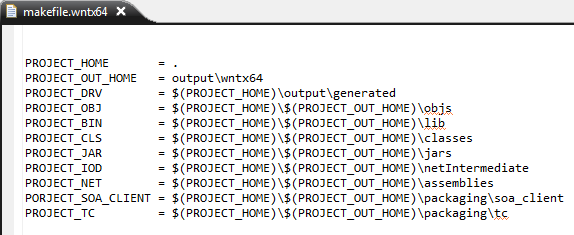 makefile.wntx64
PROJECT_HOME = .
PROJECT_OUT_HOME = output\wntx64
PROJECT_DRV = $(PROJECT_HOME)\output\generated
PROJECT_OBJ = $(PROJECT_HOME)\$(PROJECT_OUT_HOME)\objs
PROJECT_BIN = $(PROJECT_HOME)\$(PROJECT_OUT_HOME)\lib
PROJECT_CLS = $(PROJECT_HOME)\$(PROJECT_OUT_HOME)\classes
PROJECT_JAR = $(PROJECT_HOME)\$(PROJECT_OUT_HOME)\jars
PROJECT_IOD = $(PROJECT_HOME)\$(PROJECT_OUT_HOME)\netIntermediate
PROJECT_NET = $(PROJECT_HOME)\$(PROJECT_OUT_HOME)\assemblies
PORJECT_SOA_CLIENT = $(PROJECT_HOME)\$(PROJECT_OUT_HOME)\packaging\soa_client
PROJECT_TC = $(PROJECT_HOME)\$(PROJECT_OUT_HOME)\packaging\tc